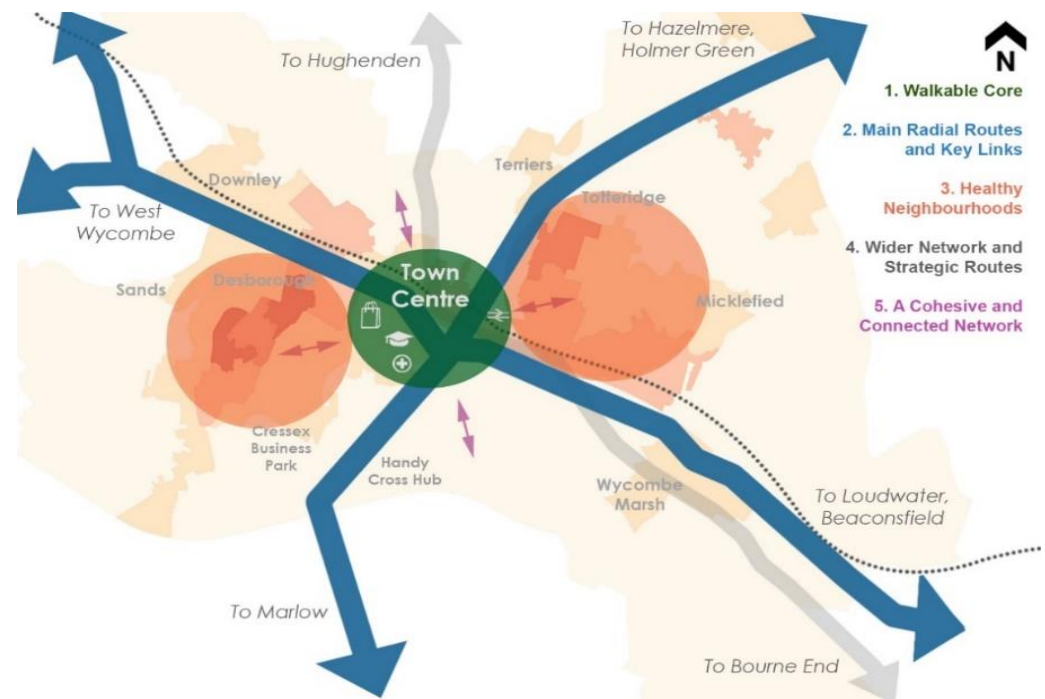 To Hughenden
To Hazelmere,
Holmer Green
N
1. Walkable Core
2. Main Radial Routes
and Key Links
3. Healthy
Neighbourhoods
4. Wider Network and
Strategic Routes
5. A Cohesive and
Connected Network
Terriers
Totteridge
Downley
To West
Wycombe
Sands
Desborough
Town
Centre
Micklefied
Cressex
Business
Park
Handy
Cross Hub
Wycombe
Marsh
To Loudwater,
Beaconsfield
To Marlow
To Bourne End